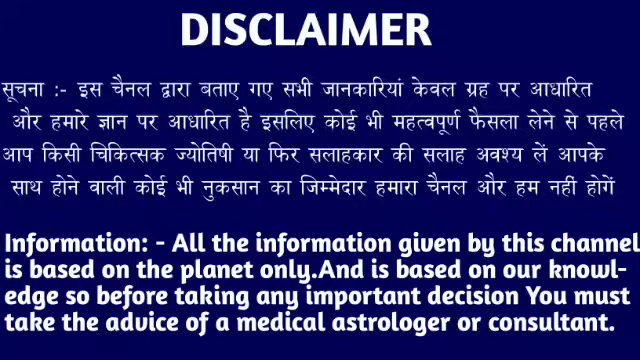 DISCLAIMER
सूचना :- इस चैनल द्वारा बताए गए सभी जानकारियां केवल ग्रह पर आधारित
और हमारे ज्ञान पर आधारित है इसलिए कोई भी महत्वपूर्ण फैसला लेने से पहले
आप किसी चिकित्सक ज्योतिषी या फिर सलाहकार की सलाह अवश्य लें आपके
साथ होने वाली कोई भी नुकसान का जिम्मेदार हमारा चैनल और हम नहीं होगें
Information: - All the information given by this channel
is based on the planet only.And is based on our knowl-
edge so before taking any important decision You must
take the advice of a medical astrologer or consultant.